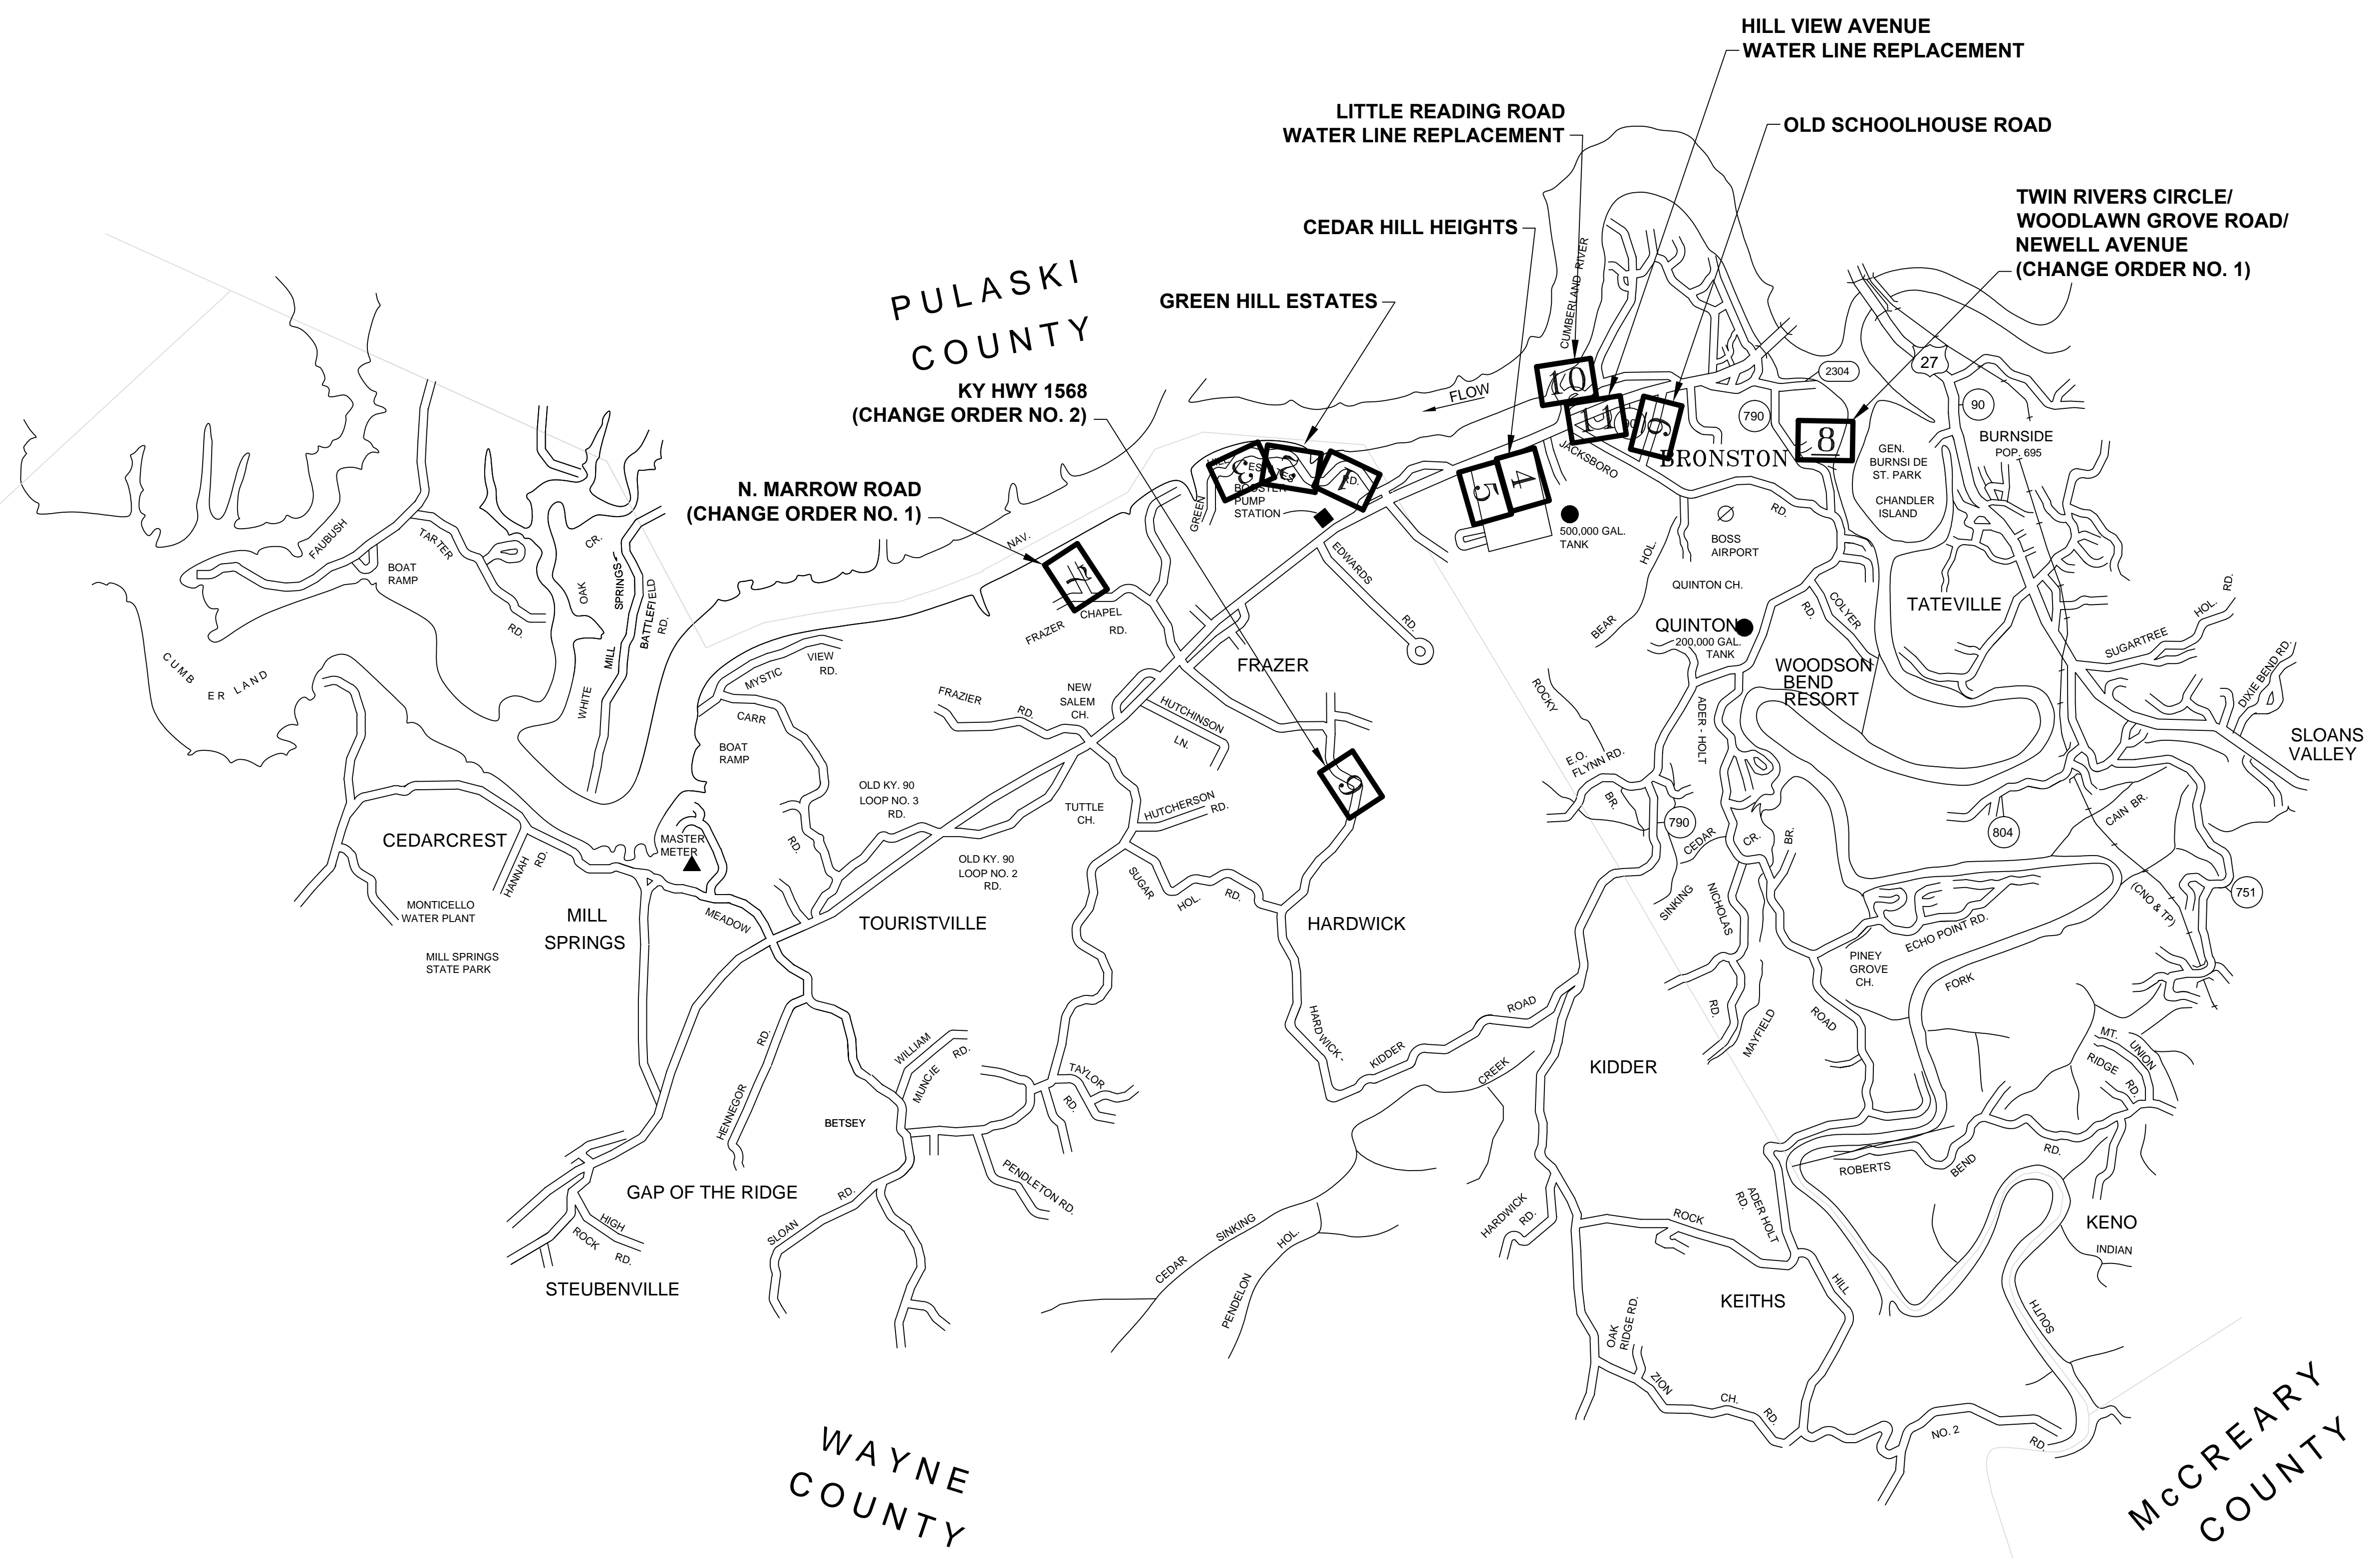 HILL VIEW AVENUE
WATER LINE REPLACEMENT
LITTLE READING ROAD
WATER LINE REPLACEMENT
OLD SCHOOLHOUSE ROAD
TWIN RIVERS CIRCLE/
WOODLAWN GROVE ROAD/
NEWELL AVENUE
(CHANGE ORDER NO. 1)
CEDAR HILL HEIGHTS
GREEN HILL ESTATES
PULASKI
COUNTY
KY HWY 1568
(CHANGE ORDER NO. 2)
N. MARROW ROAD
(CHANGE ORDER NO. 1)
CUMBERLAND RIVER
FLOW
10
11
6
8
3
2
1
5
4
7
9
2304
27
90
790
BURNSIDE
POP. 695
GEN.
BURNSI DE
ST. PARK
CHANDLER
ISLAND
BRONSTON
JACKSBORO
RD.
HILL
ESTATES
RD.
GREEN
BOOSTER
PUMP
STATION
500,000 GAL.
TANK
BOSS
AIRPORT
QUINTON CH.
QUINTON
200,000 GAL.
TANK
BEAR
HOL.
COLYER
RD.
TATEVILLE
SUGARTREE
HOL.
RD.
DIXIE BEND RD.
SLOANS
VALLEY
WOODSON
BEND
RESORT
EDWARDS
RD.
NAV.
FRAZER
CHAPEL
RD.
FRAZER
FAUBUSH
TARTER
RD.
BOAT
RAMP
OAK
CR.
WHITE
MILL
SPRINGS
BATTLEFIELD
RD.
CUMB
ER LAND
MYSTIC
VIEW
RD.
CARR
RD.
BOAT
RAMP
FRAZIER
RD.
NEW
SALEM
CH.
HUTCHINSON
LN.
ROCKY
BR.
E.O.
FLYNN RD.
ADER - HOLT
790
CEDAR
CR.
BR.
SINKING
NICHOLAS
RD.
MAYFIELD
804
CAIN BR.
(CNO & TP)
751
OLD KY. 90
LOOP NO. 3
RD.
OLD KY. 90
LOOP NO. 2
RD.
TUTTLE
CH.
HUTCHERSON
RD.
SUGAR
HOL.
RD.
CEDARCREST
HANNAH
RD.
MASTER
METER
MONTICELLO
WATER PLANT
MILL
SPRINGS
MILL SPRINGS
STATE PARK
MEADOW
TOURISTVILLE
HARDWICK
HARDWICK -
KIDDER
ROAD
ECHO POINT RD.
PINEY
GROVE
CH.
FORK
ROAD
MT.
UNION
RIDGE
RD.
KIDDER
CREEK
WILLIAM
MUNCIE
RD.
TAYLOR
RD.
HENNEGOR
RD.
BETSEY
GAP OF THE RIDGE
SLOAN
RD.
PENDLETON RD.
HIGH
ROCK
RD.
STEUBENVILLE
CEDAR
SINKING
PENDELON
HOL.
HARDWICK
RD.
ROCK
ADER HOLT
RD.
ROBERTS
BEND
RD.
KENO
INDIAN
KEITHS
HILL
SOUTH
OAK
RIDGE RD.
ZION
CH.
RD.
NO. 2
RD.
WAYNE
COUNTY
McCREARY
COUNTY